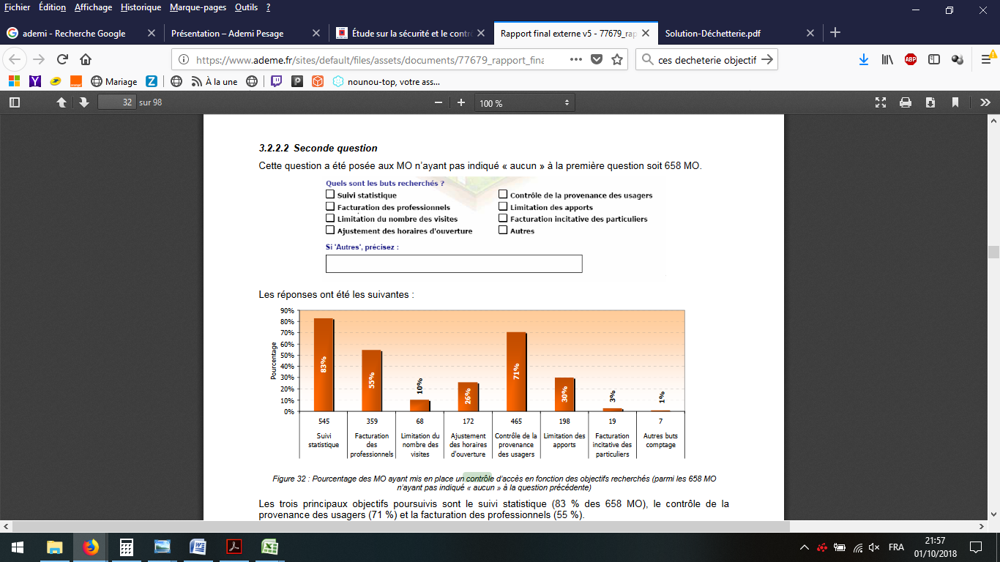 Fichier Édition Affichage Historique Marque-pages Outils ?
ademi - Recherche Google
Présentation – Ademi Pesage
Étude sur la sécurité et le contr
Rapport final externe v5 - 77679_rap
Solution-Déchetterie.pdf
https://www.ademe.fr/sites/default/files/assets/documents/77679_rapport_fina
ces decheterie objectif
ABP
Mariage
À la une
nounou-top, votre ass...
32 sur 98
100 %
3.2.2.2 Seconde question
Cette question a été posée aux MO n'ayant pas indiqué « aucun » à la première question soit 658 MO.
Quels sont les buts recherchés ?
Suivi statistique
Contrôle de la provenance des usagers
Facturation des professionnels
Limitation des apports
Limitation du nombre des visites
Facturation incitative des particuliers
Ajustement des horaires d'ouverture
Autres
Si 'Autres', précisez :
Les réponses ont été les suivantes :
Pourcentage
90%
80%
70%
60%
50%
40%
30%
20%
10%
0%
83%
55%
10%
26%
71%
30%
3%
1%
545 359 68 172 465 198 19 7
Suivi statistique
Facturation des professionnels
Limitation du nombre des visites
Ajustement des horaires d'ouverture
Contrôle de la provenance des usagers
Limitation des apports
Facturation incitative des particuliers
Autres buts comptage
Figure 32 : Pourcentage des MO ayant mis en place un contrôle d'accès en fonction des objectifs recherchés (parmi les 658 MO
n'ayant pas indiqué « aucun » à la question précédente)
Les trois principaux objectifs poursuivis sont le suivi statistique (83 % des 658 MO), le contrôle de la
provenance des usagers (71 %) et la facturation des professionnels (55 %).
FRA
21:57
01/10/2018